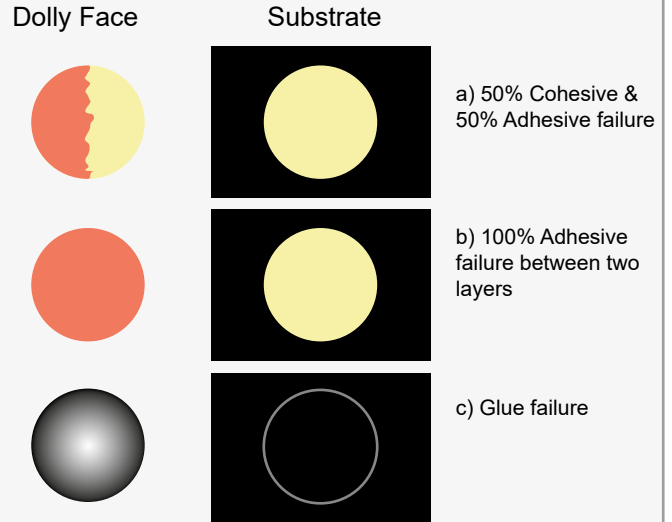 Dolly Face
Substrate
a) 50% Cohesive &
50% Adhesive failure
b) 100% Adhesive
failure between two
layers
c) Glue failure